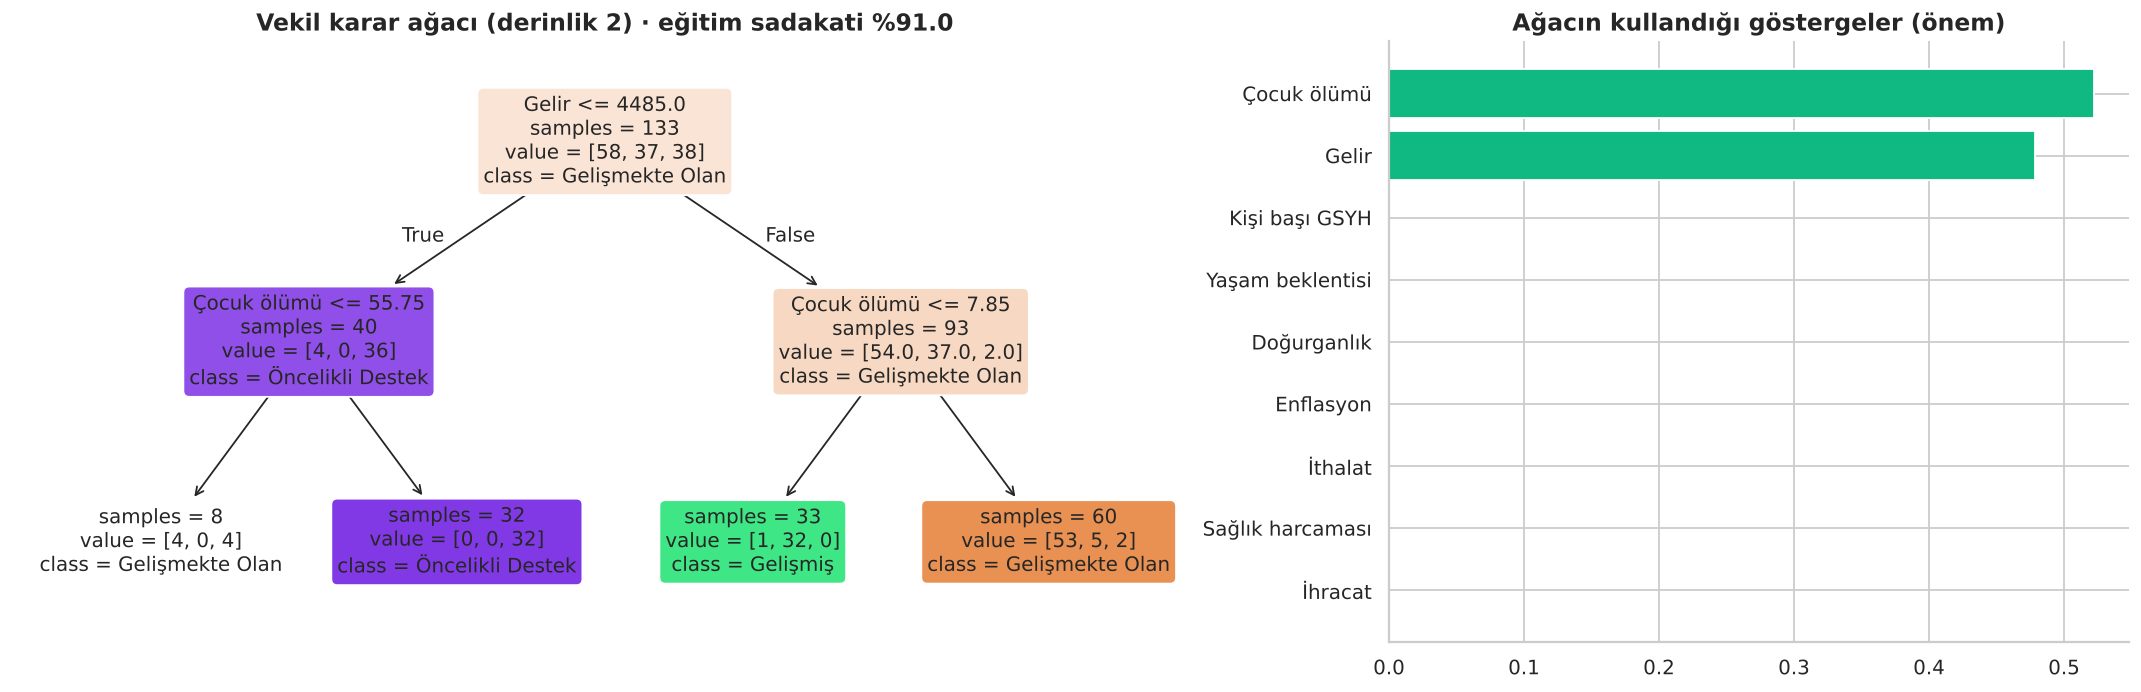 Vekil karar ağacı (derinlik 2) · eğitim sadakati %91.0
Gelir <= 4485.0
samples = 133
value = [58, 37, 38]
class = Gelişmekte Olan
True
False
Çocuk ölümü <= 55.75
samples = 40
value = [4, 0, 36]
class = Öncelikli Destek
Çocuk ölümü <= 7.85
samples = 93
value = [54.0, 37.0, 2.0]
class = Gelişmekte Olan
samples = 8
value = [4, 0, 4]
class = Gelişmekte Olan
samples = 32
value = [0, 0, 32]
class = Öncelikli Destek
samples = 33
value = [1, 32, 0]
class = Gelişmiş
samples = 60
value = [53, 5, 2]
class = Gelişmekte Olan
Ağacın kullandığı göstergeler (önem)
Çocuk ölümü
Gelir
Kişi başı GSYH
Yaşam beklentisi
Doğurganlık
Enflasyon
İthalat
Sağlık harcaması
İhracat
0.0 0.1 0.2 0.3 0.4 0.5